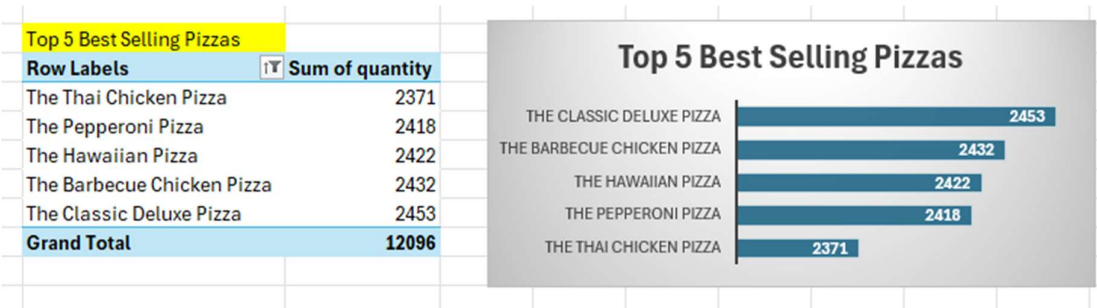 Top 5 Best Selling Pizzas
Row Labels Sum of quantity
The Thai Chicken Pizza 2371
The Pepperoni Pizza 2418
The Hawaiian Pizza 2422
The Barbecue Chicken Pizza 2432
The Classic Deluxe Pizza 2453
Grand Total 12096
Top 5 Best Selling Pizzas
THE CLASSIC DELUXE PIZZA 2453
THE BARBECUE CHICKEN PIZZA 2432
THE HAWAIIAN PIZZA 2422
THE PEPPERONI PIZZA 2418
THE THAI CHICKEN PIZZA 2371